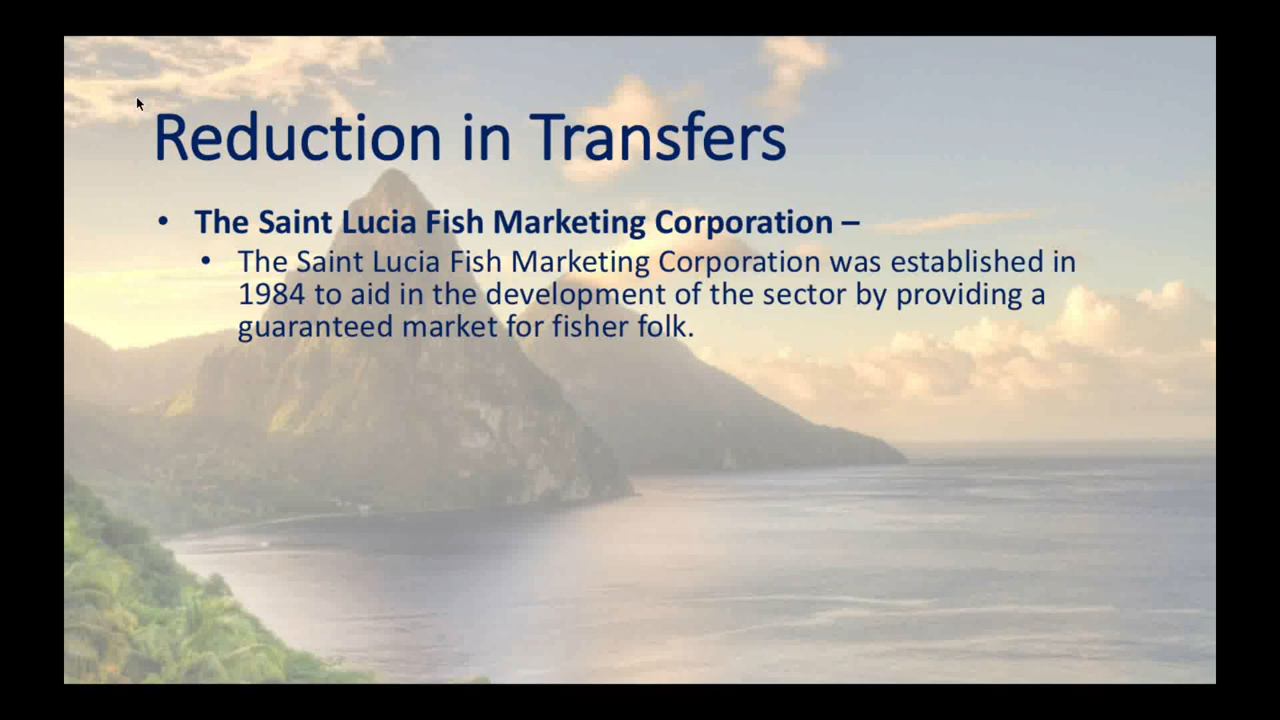 Reduction in Transfers
• The Saint Lucia Fish Marketing Corporation –
• The Saint Lucia Fish Marketing Corporation was established in
1984 to aid in the development of the sector by providing a
guaranteed market for fisher folk.